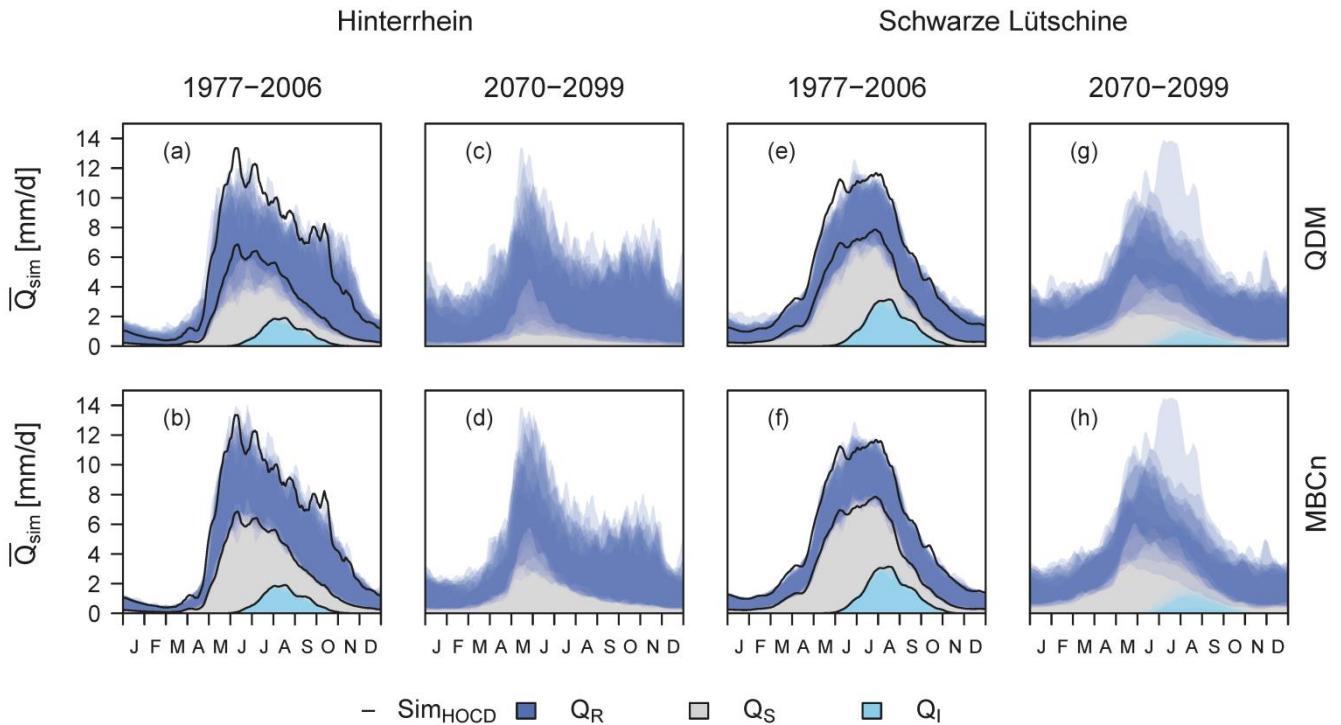 Hinterrhein Schwarze Lütschine
1977−2006 2070−2099 1977−2006 2070−2099
Q̅sim [mm/d] 14 12 10 8 6 4 2 0 (a) (c) (e) (g) QDM
Q̅sim [mm/d] 14 12 10 8 6 4 2 0 (b) (d) (f) (h) MBCn
J F M A M J J A S O N D J F M A M J J A S O N D J F M A M J J A S O N D J F M A M J J A S O N D
− SimHOCD QR QS QI